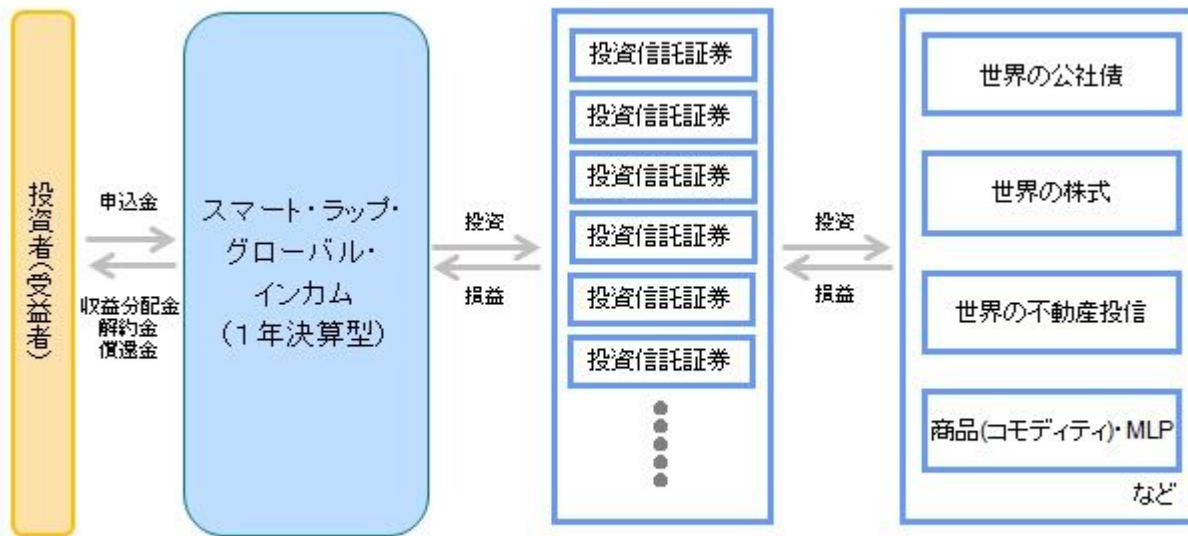 投資者(受益者)
申込金
収益分配金
解約金
償還金
スマート・ラップ・
グローバル・
インカム
(１年決算型)
投資
損益
投資信託証券
投資信託証券
投資信託証券
投資信託証券
投資信託証券
投資信託証券
投資
損益
世界の公社債
世界の株式
世界の不動産投信
商品(コモディティ)・MLP
など